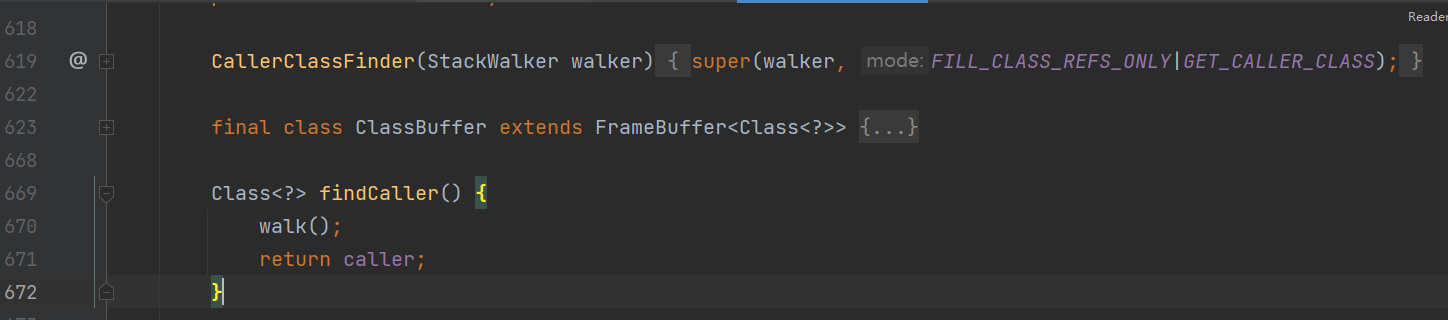 618
Reader
619 @ CallerClassFinder(StackWalker walker) { super(walker, mode: FILL_CLASS_REFS_ONLY|GET_CALLER_CLASS); }
622
623 final class ClassBuffer extends FrameBuffer<Class<?>> {...}
668
669 Class<?> findCaller() {
670 walk();
671 return caller;
672 }